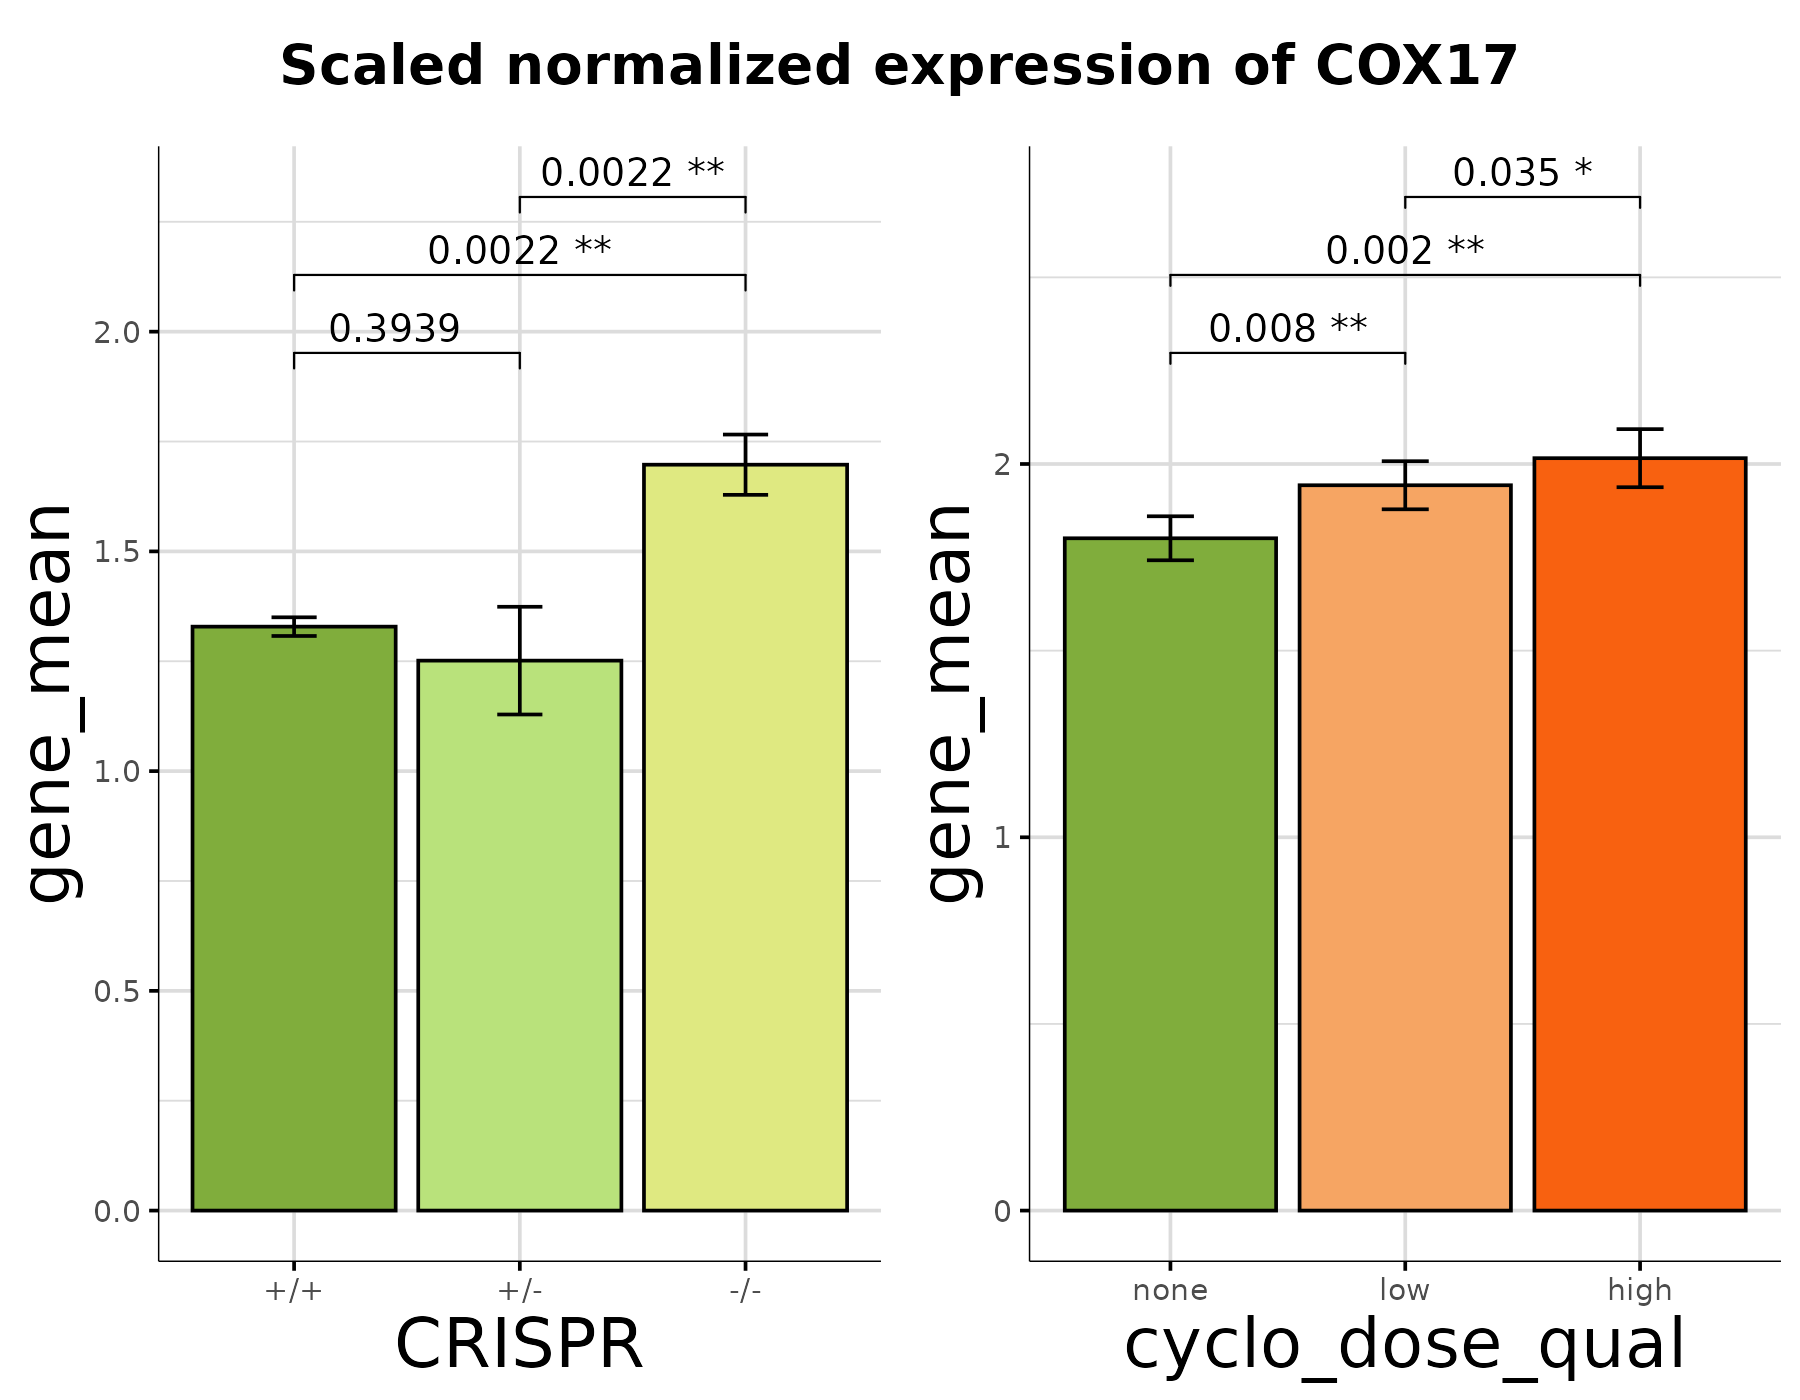 Scaled normalized expression of COX17
gene_mean
2.0
1.5
1.0
0.5
0.0
0.0022 **
0.0022 **
0.3939
+/+ +/- -/-
CRISPR
gene_mean
2
1
0
0.035 *
0.002 **
0.008 **
none low high
cyclo_dose_qual